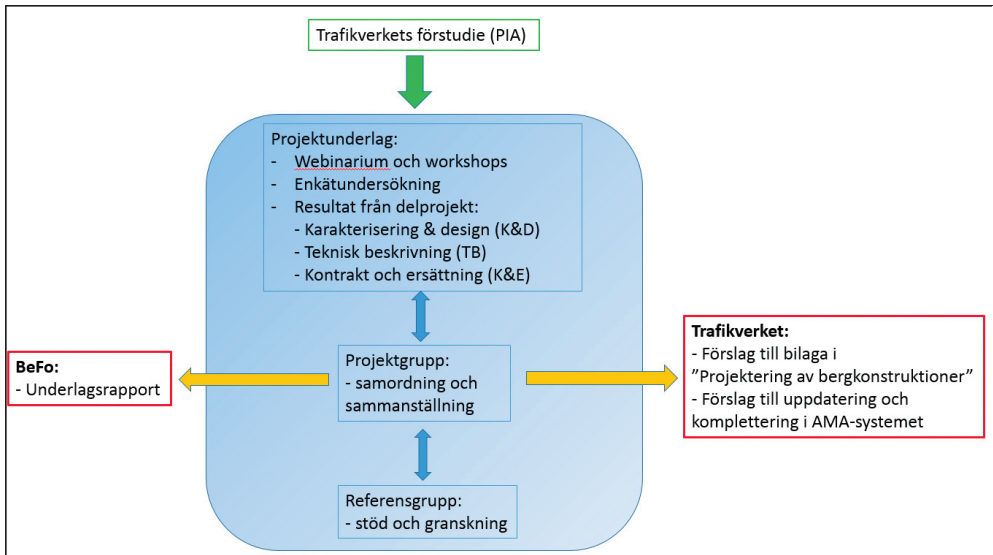 Trafikverkets förstudie (PIA)
Projektunderlag:
- Webinarium och workshops
- Enkätundersökning
- Resultat från delprojekt:
- Karakterisering & design (K&D)
- Teknisk beskrivning (TB)
- Kontrakt och ersättning (K&E)
BeFo:
- Underlagsrapport
Projektgrupp:
- samordning och
sammanställning
Trafikverket:
- Förslag till bilaga i
”Projektering av bergkonstruktioner”
- Förslag till uppdatering och
komplettering i AMA-systemet
Referensgrupp:
- stöd och granskning